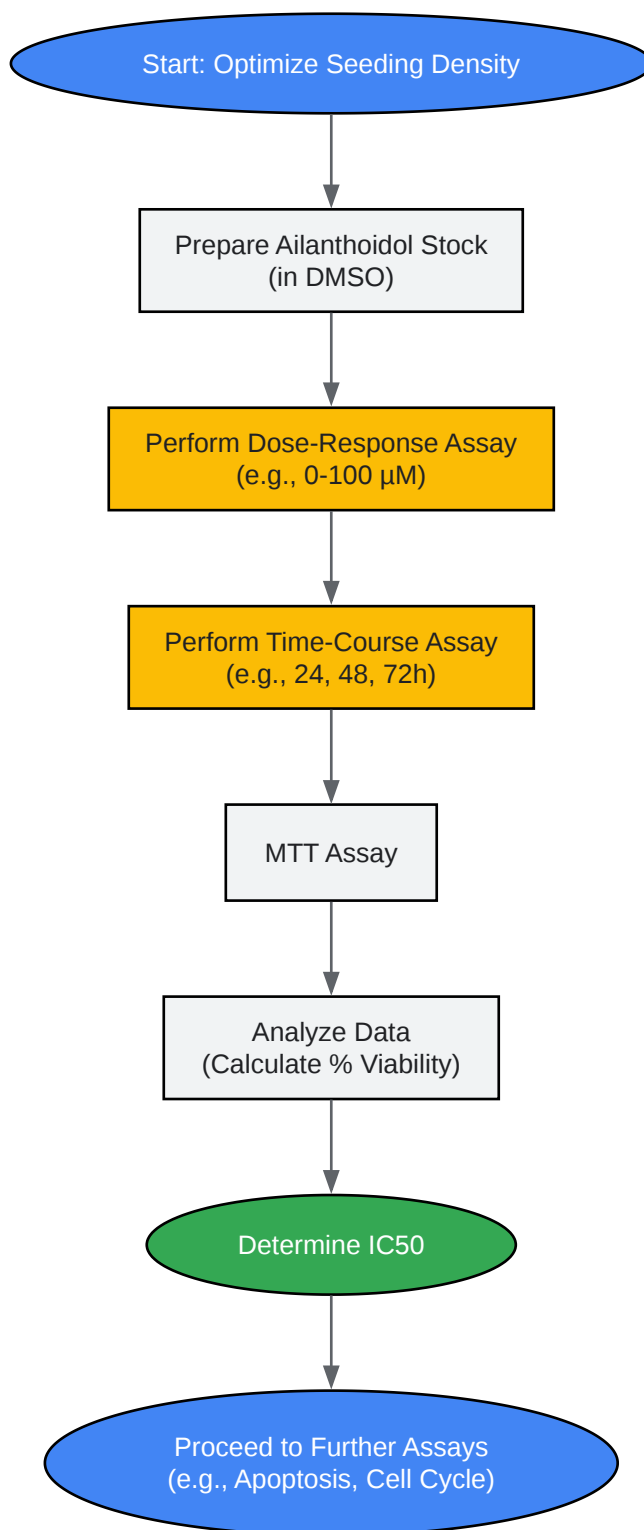 Start: Optimize Seeding Density
Prepare Ailanthoidol Stock
(in DMSO)
Perform Dose-Response Assay
(e.g., 0-100 µM)
Perform Time-Course Assay
(e.g., 24, 48, 72h)
MTT Assay
Analyze Data
(Calculate % Viability)
Determine IC50
Proceed to Further Assays
(e.g., Apoptosis, Cell Cycle)